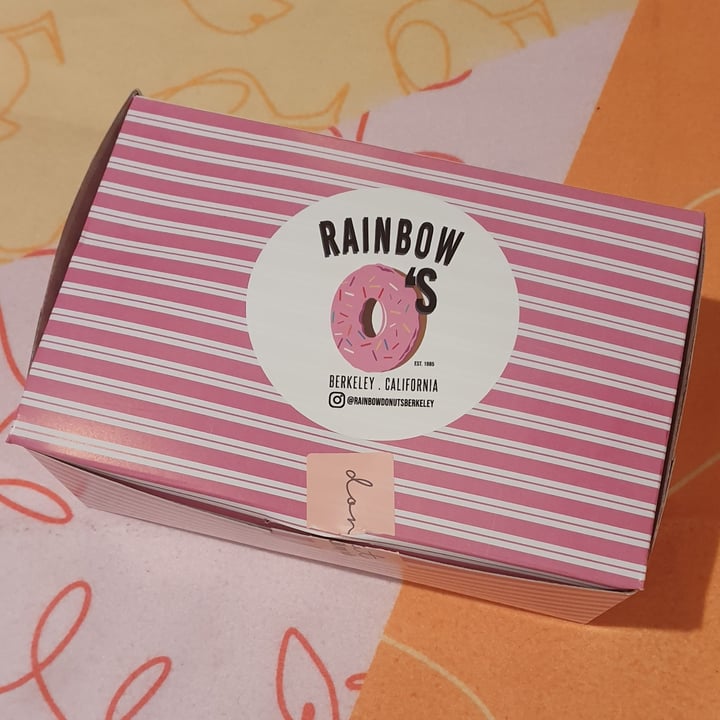 RAINBOW
'S
EST. 1985
BERKELEY . CALIFORNIA
@RAINBOWDONUTSBERKELEY